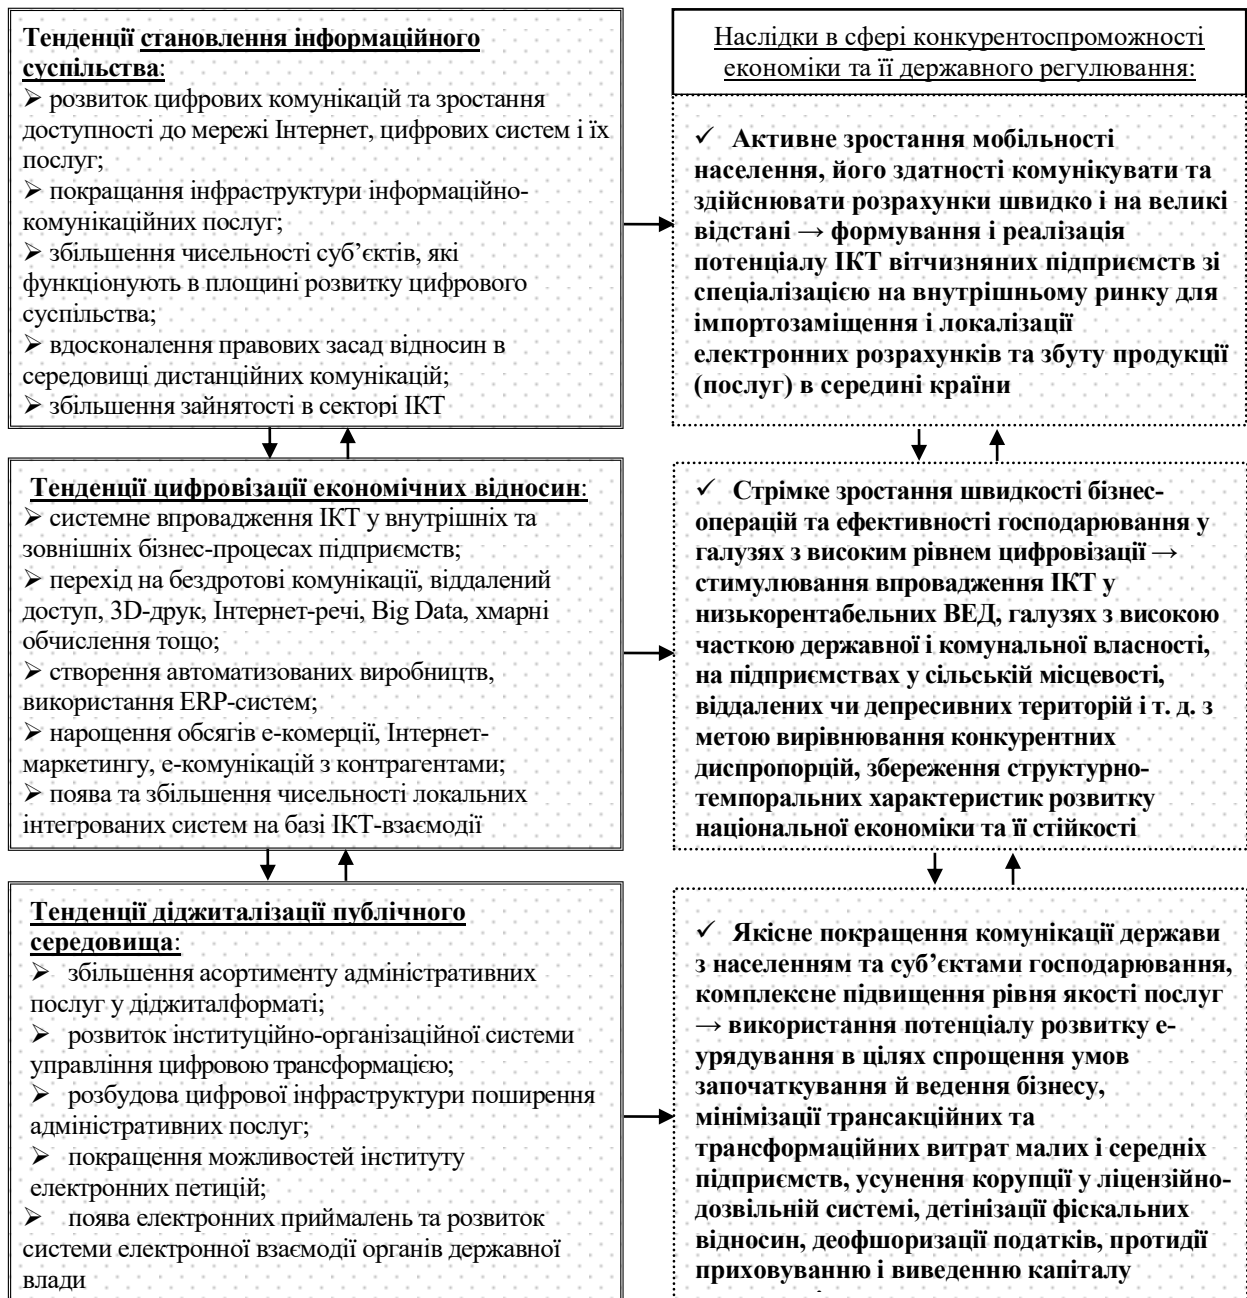 Тенденції становлення інформаційного
суспільства:
➢ розвиток цифрових комунікацій та зростання
доступності до мережі Інтернет, цифрових систем і їх
послуг;
➢ покращання інфраструктури інформаційно-
комунікаційних послуг;
➢ збільшення чисельності суб’єктів, які
функціонують в площині розвитку цифрового
суспільства;
➢ вдосконалення правових засад відносин в
середовищі дистанційних комунікацій;
➢ збільшення зайнятості в секторі ІКТ
Наслідки в сфері конкурентоспроможності
економіки та її державного регулювання:
✓ Активне зростання мобільності
населення, його здатності комунікувати та
здійснювати розрахунки швидко і на великі
відстані → формування і реалізація
потенціалу ІКТ вітчизняних підприємств зі
спеціалізацією на внутрішньому ринку для
імпортозаміщення і локалізації
електронних розрахунків та збуту продукції
(послуг) в середині країни
Тенденції цифровізації економічних відносин:
➢ системне впровадження ІКТ у внутрішніх та
зовнішніх бізнес-процесах підприємств;
➢ перехід на бездротові комунікації, віддалений
доступ, 3D-друк, Інтернет-речі, Big Data, хмарні
обчислення тощо;
➢ створення автоматизованих виробництв,
використання ERP-систем;
➢ нарощення обсягів е-комерції, Інтернет-
маркетингу, е-комунікацій з контрагентами;
➢ поява та збільшення чисельності локальних
інтегрованих систем на базі ІКТ-взаємодії
✓ Стрімке зростання швидкості бізнес-
операцій та ефективності господарювання у
галузях з високим рівнем цифровізації →
стимулювання впровадження ІКТ у
низькорентабельних ВЕД, галузях з високою
часткою державної і комунальної власності,
на підприємствах у сільській місцевості,
віддалених чи депресивних територій і т. д. з
метою вирівнювання конкурентних
диспропорцій, збереження структурно-
темпоральних характеристик розвитку
національної економіки та її стійкості
Тенденції діджиталізації публічного
середовища:
➢ збільшення асортименту адміністративних
послуг у діджиталформаті;
➢ розвиток інституційно-організаційної системи
управління цифровою трансформацією;
➢ розбудова цифрової інфраструктури поширення
адміністративних послуг;
➢ покращення можливостей інституту
електронних петицій;
➢ поява електронних приймалень та розвиток
системи електронної взаємодії органів державної
влади
✓ Якісне покращення комунікації держави
з населенням та суб’єктами господарювання,
комплексне підвищення рівня якості послуг
→ використання потенціалу розвитку е-
урядування в цілях спрощення умов
започаткування й ведення бізнесу,
мінімізації трансакційних та
трансформаційних витрат малих і середніх
підприємств, усунення корупції у ліцензійно-
дозвільній системі, детінізації фіскальних
відносин, деофшоризації податків, протидії
приховуванню і виведенню капіталу